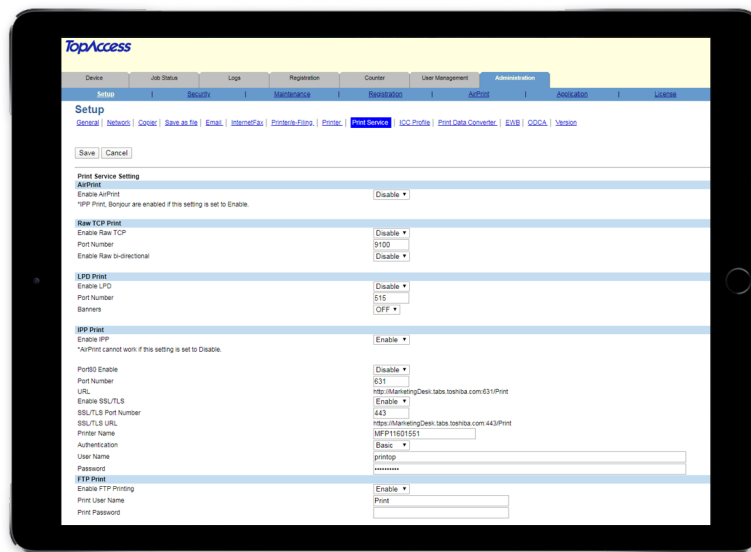 TopAccess
Device Job Status Logs Registration Counter User Management Administration
Setup | Security | Maintenance | Registration | AirPrint | Application | License
Setup
General | Network | Copier | Save as file | Email | InternetFax | Printer/e-Filing | Printer | Print Service | ICC Profile | Print Data Converter | EWB | ODCA | Version
Save Cancel
Print Service Setting
AirPrint
Enable AirPrint Disable
*IPP Print, Bonjour are enabled if this setting is set to Enable.
Raw TCP Print
Enable Raw TCP Disable
Port Number 9100
Enable Raw bi-directional Disable
LPD Print
Enable LPD Disable
Port Number 515
Banners OFF
IPP Print
Enable IPP Enable
*AirPrint cannot work if this setting is set to Disable.
Port80 Enable Disable
Port Number 631
URL http://MarketingDesk.tabs.toshiba.com:631/Print
Enable SSL/TLS Enable
SSL/TLS Port Number 443
SSL/TLS URL https://MarketingDesk.tabs.toshiba.com:443/Print
Printer Name MFP11601551
Authentication Basic
User Name printop
Password ••••••••••
FTP Print
Enable FTP Printing Enable
Print User Name Print
Print Password